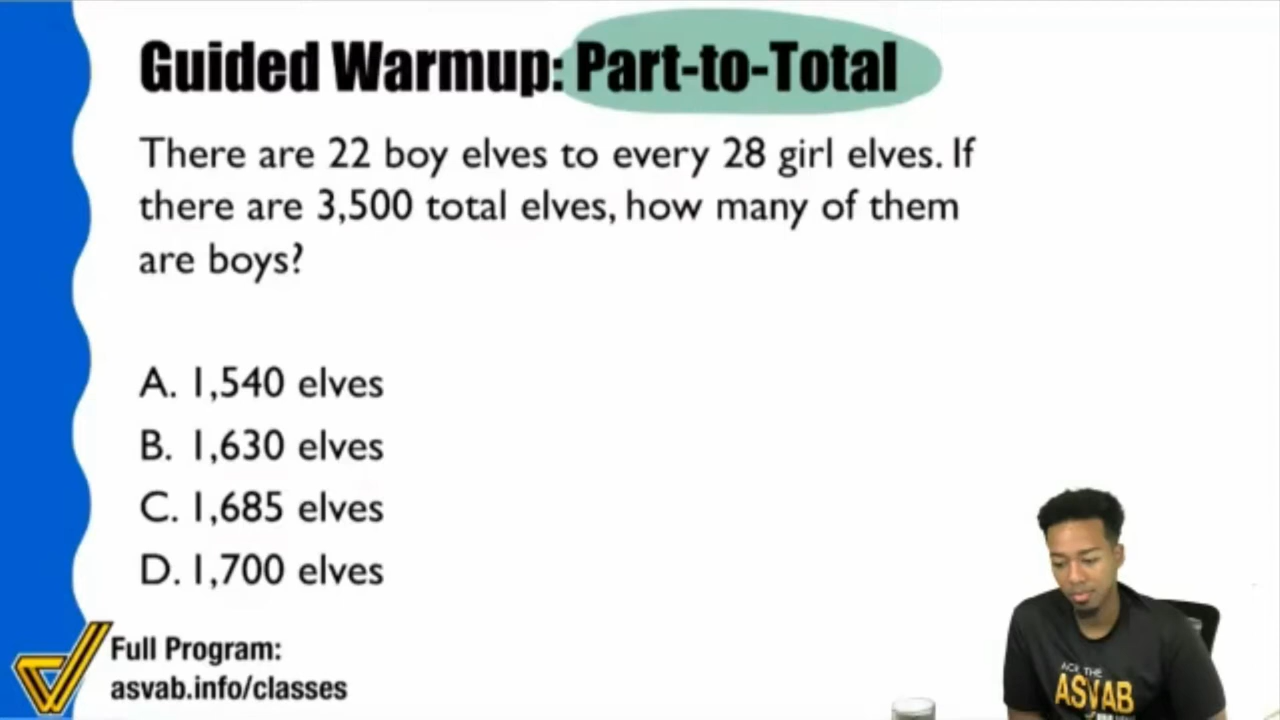 Guided Warmup: Part-to-Total
There are 22 boy elves to every 28 girl elves. If
there are 3,500 total elves, how many of them
are boys?
A. 1,540 elves
B. 1,630 elves
C. 1,685 elves
D. 1,700 elves
Full Program:
asvab.info/classes
THE
ASVAB